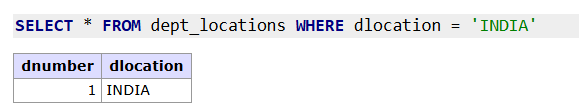 SELECT * FROM dept_locations WHERE dlocation = 'INDIA'
dnumber dlocation
1 INDIA